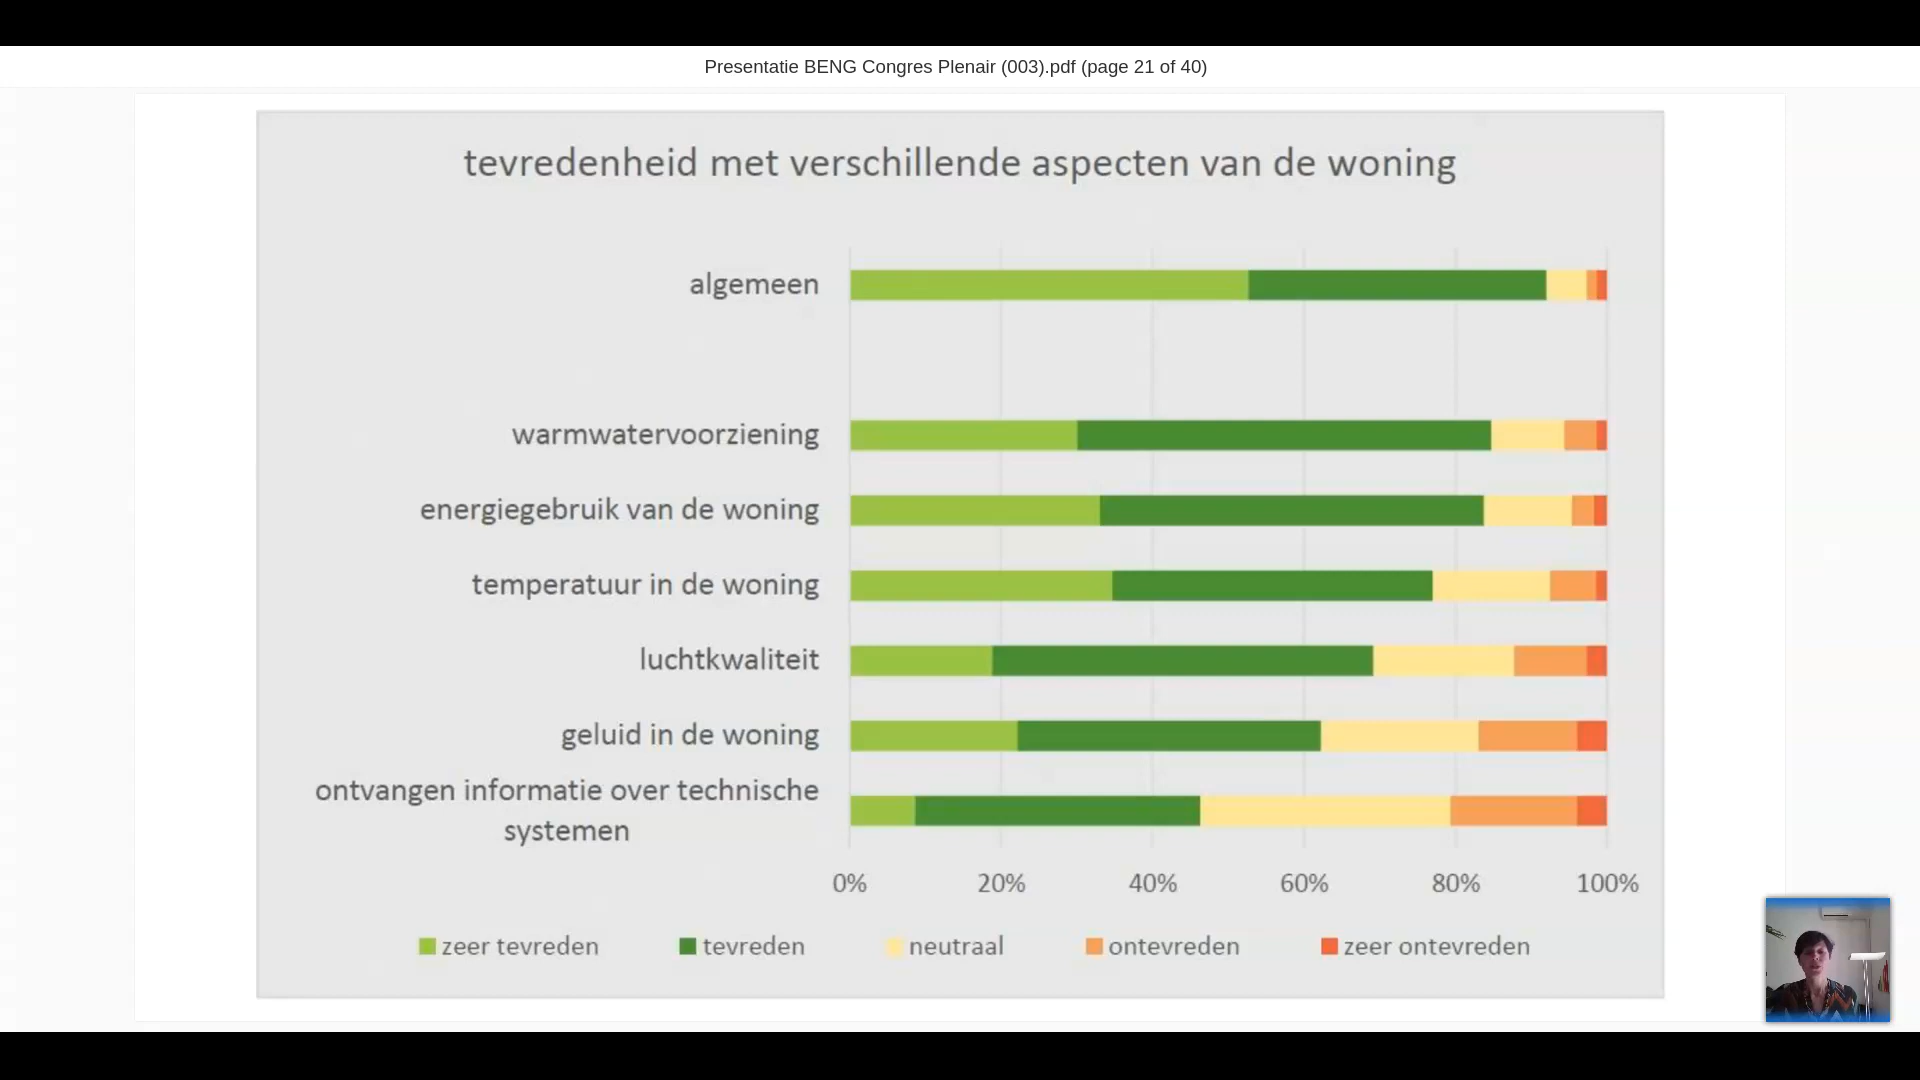 Presentatie BENG Congres Plenair (003).pdf (page 21 of 40)
tevredenheid met verschillende aspecten van de woning
algemeen
warmwatervoorziening
energiegebruik van de woning
temperatuur in de woning
luchtkwaliteit
geluid in de woning
ontvangen informatie over technische
systemen
0% 20% 40% 60% 80% 100%
zeer tevreden tevreden neutraal ontevreden zeer ontevreden